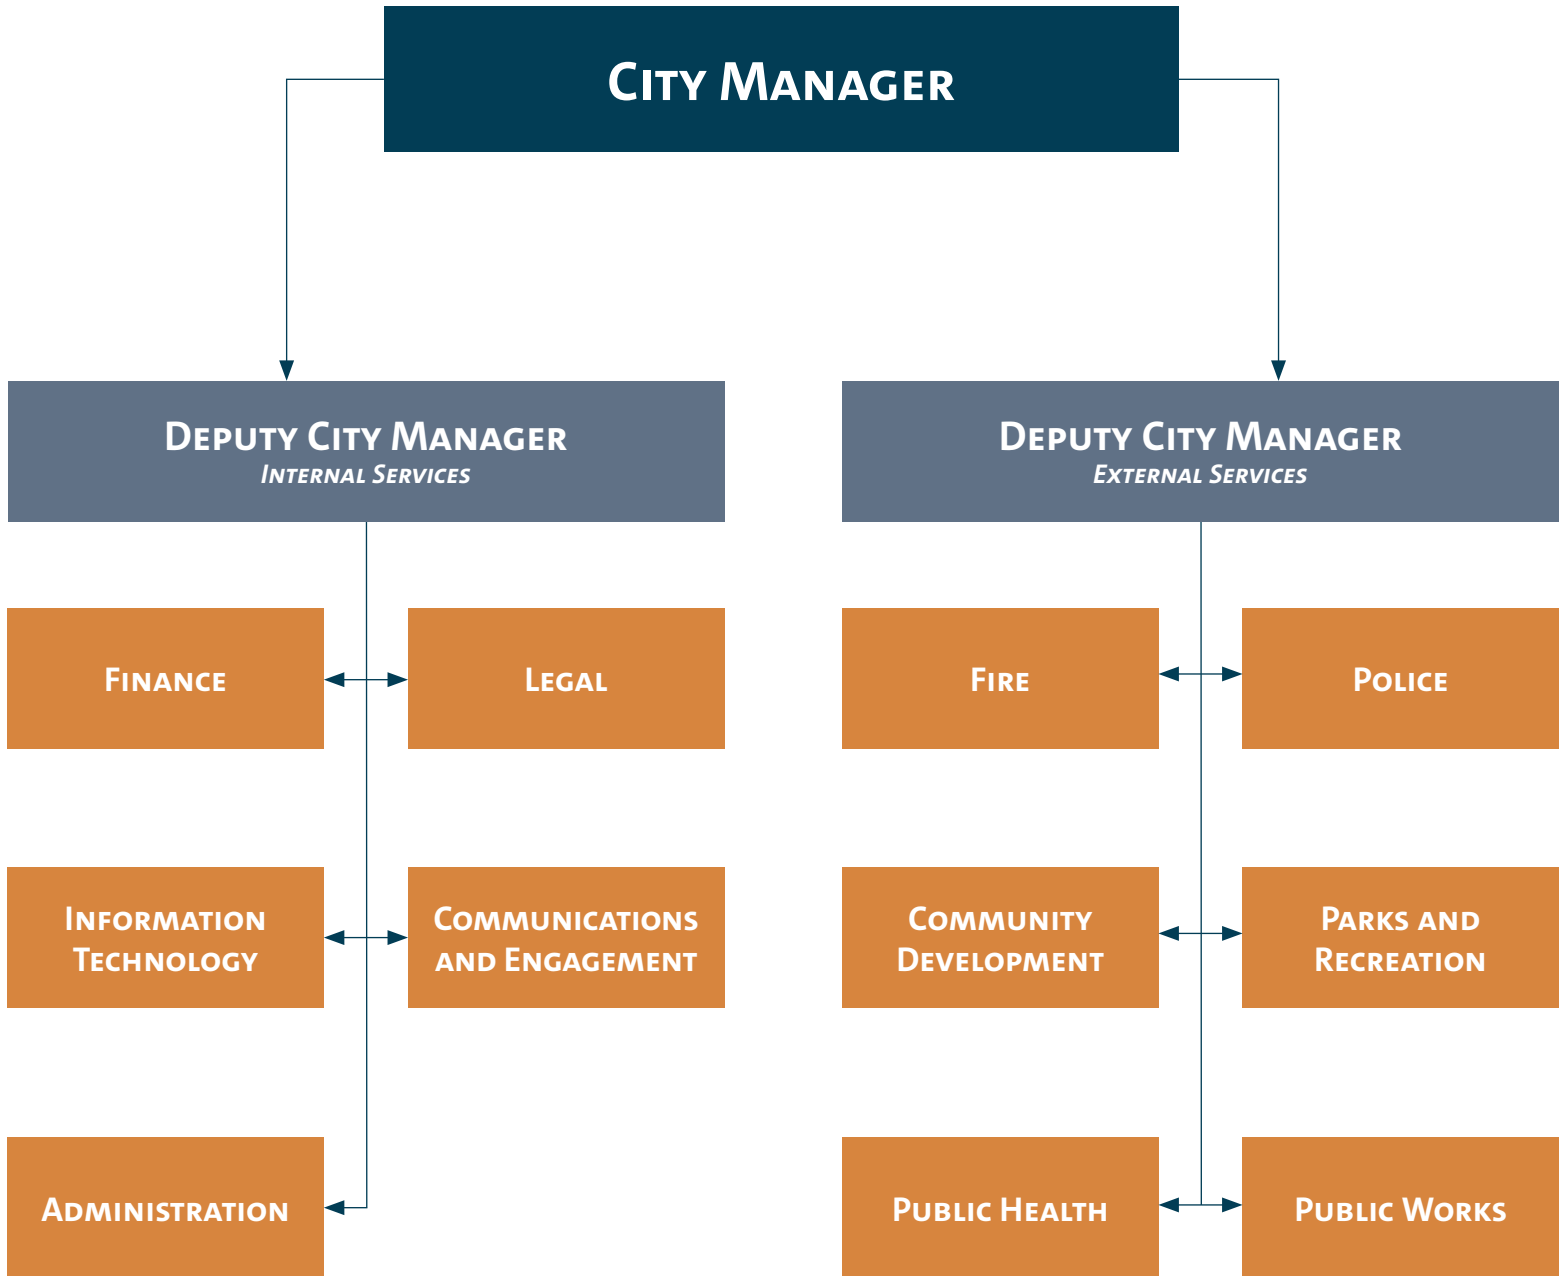 City Manager
Deputy City Manager
Internal Services
Deputy City Manager
External Services
Finance
Legal
Fire
Police
Information
Technology
Communications
and Engagement
Community
Development
Parks and
Recreation
Administration
Public Health
Public Works